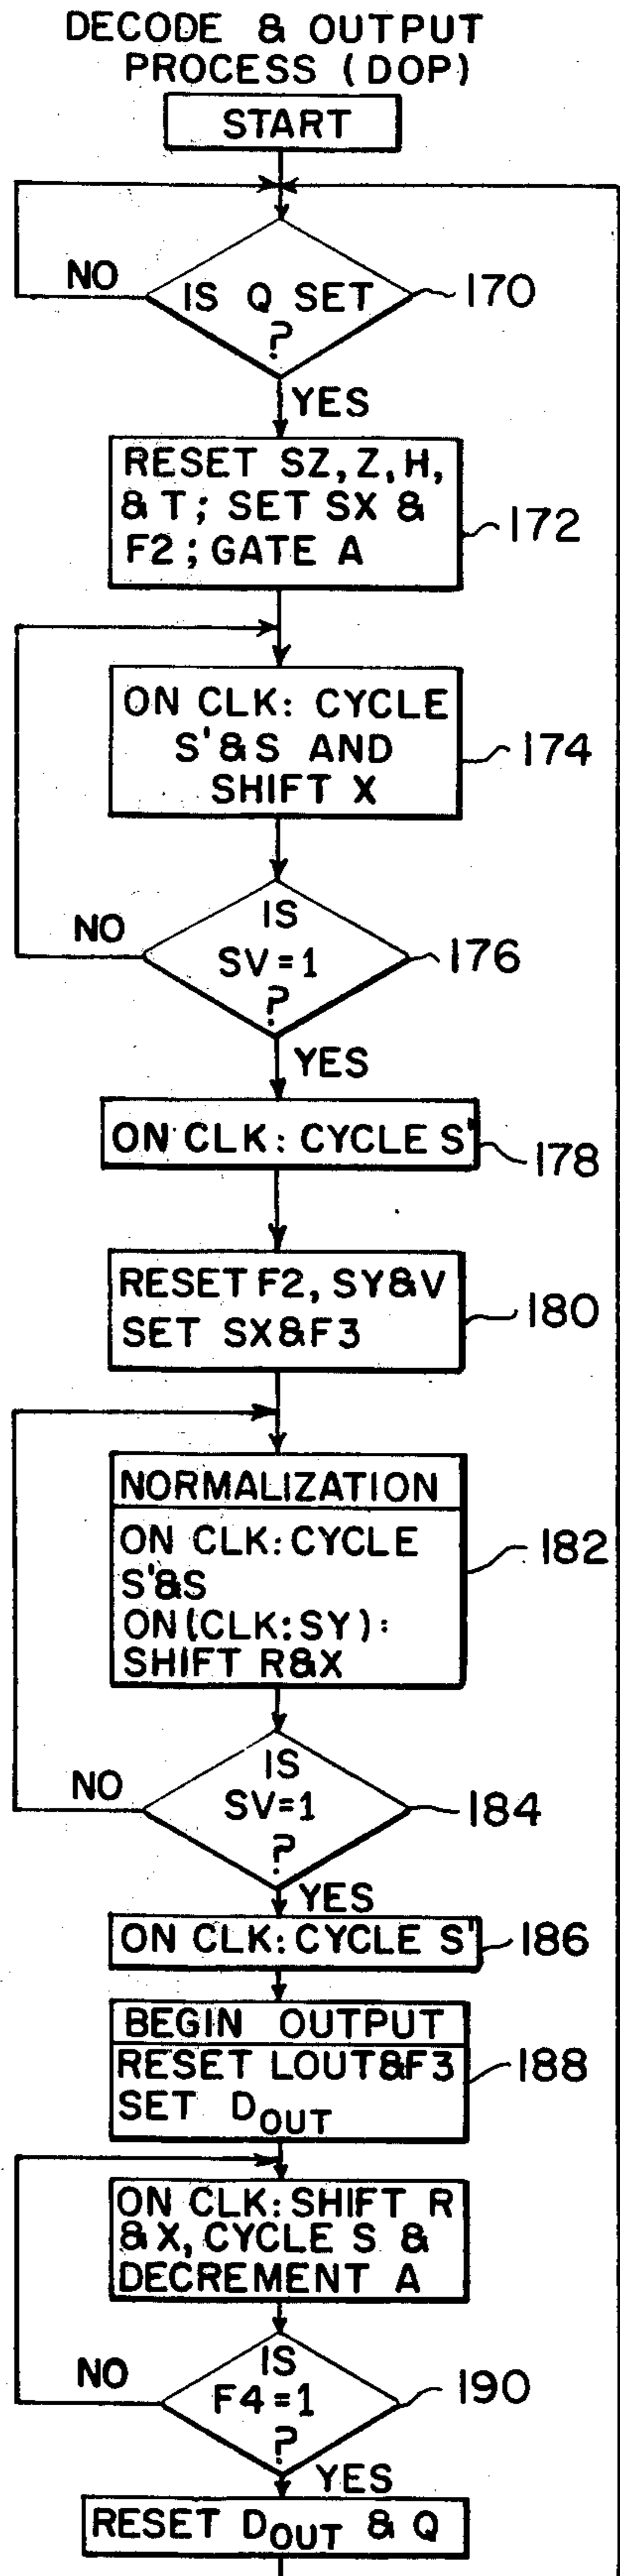 DECODE & OUTPUT
PROCESS (DOP)
START
NO
IS Q SET
?
170
YES
RESET SZ, Z, H,
& T; SET SX &
F2; GATE A
172
ON CLK: CYCLE
S'&S AND
SHIFT X
174
NO
IS
SV=1
?
176
YES
ON CLK: CYCLE S'
178
RESET F2, SY&V
SET SX&F3
180
NORMALIZATION
ON CLK: CYCLE
S'&S
ON(CLK:SY):
SHIFT R&X
182
NO
IS
SV=1
?
184
YES
ON CLK: CYCLE S'
186
BEGIN OUTPUT
RESET LOUT&F3
SET DOUT
188
ON CLK: SHIFT R
&X, CYCLE S &
DECREMENT A
NO
IS
F4=1
?
190
YES
RESET DOUT & Q